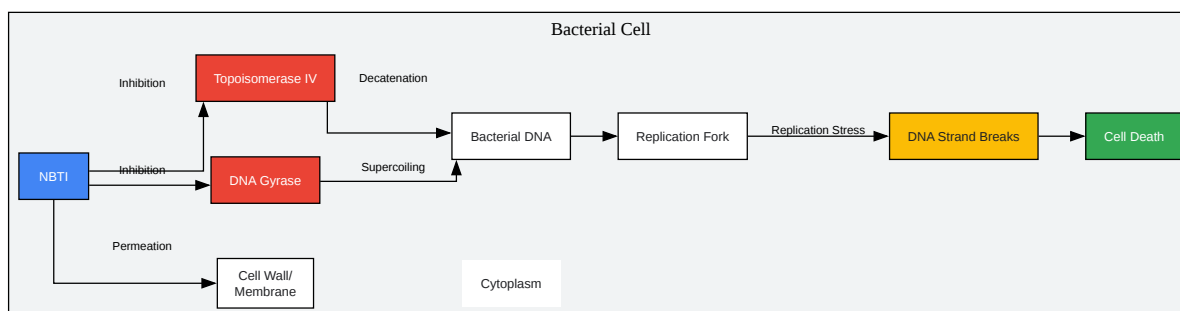 Bacterial Cell
Inhibition
Topoisomerase IV
Decatenation
Bacterial DNA
Replication Fork
Replication Stress
DNA Strand Breaks
Cell Death
NBTI
Inhibition
DNA Gyrase
Supercoiling
Permeation
Cell Wall/
Membrane
Cytoplasm